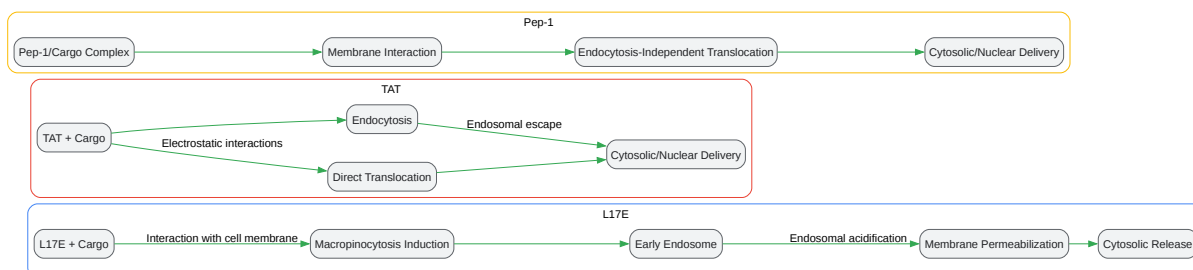 Pep-1
Pep-1/Cargo Complex
Membrane Interaction
Endocytosis-Independent Translocation
Cytosolic/Nuclear Delivery
TAT
TAT + Cargo
Endocytosis
Endosomal escape
Electrostatic interactions
Direct Translocation
Cytosolic/Nuclear Delivery
L17E
L17E + Cargo
Interaction with cell membrane
Macropinocytosis Induction
Early Endosome
Endosomal acidification
Membrane Permeabilization
Cytosolic Release